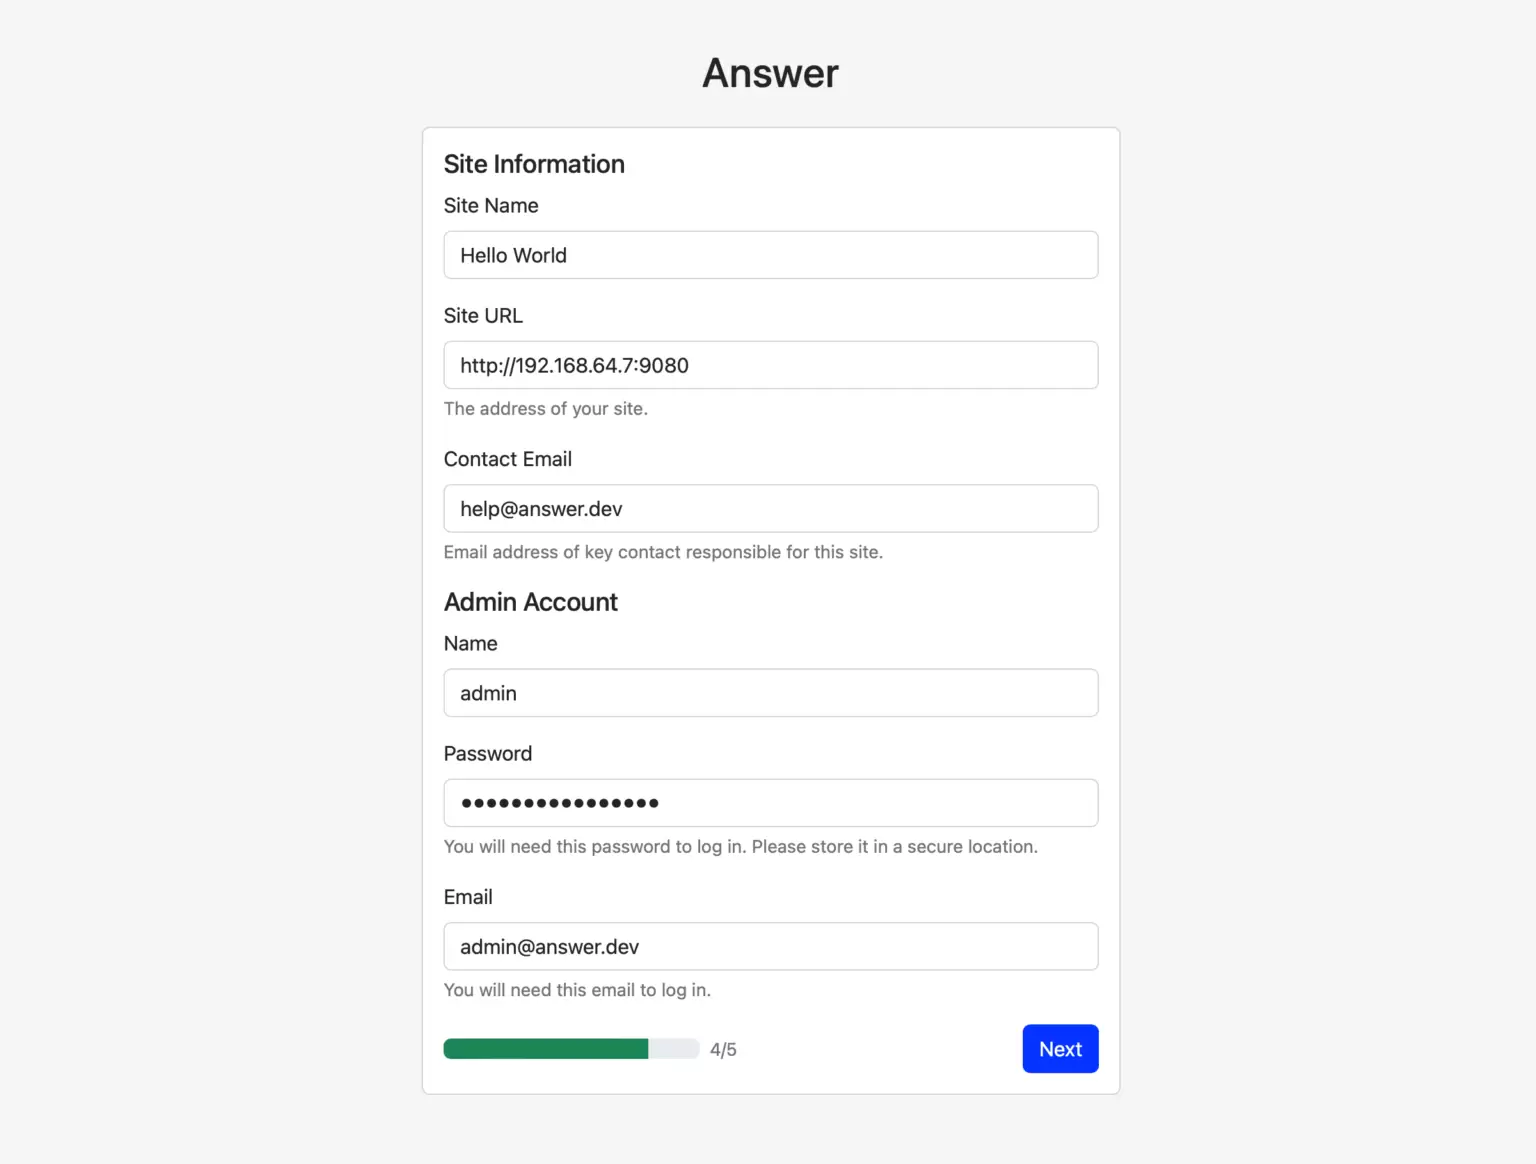 Answer
Site Information
Site Name
Hello World
Site URL
http://192.168.64.7:9080
The address of your site.
Contact Email
help@answer.dev
Email address of key contact responsible for this site.
Admin Account
Name
admin
Password
••••••••••••••••
You will need this password to log in. Please store it in a secure location.
Email
admin@answer.dev
You will need this email to log in.
4/5
Next